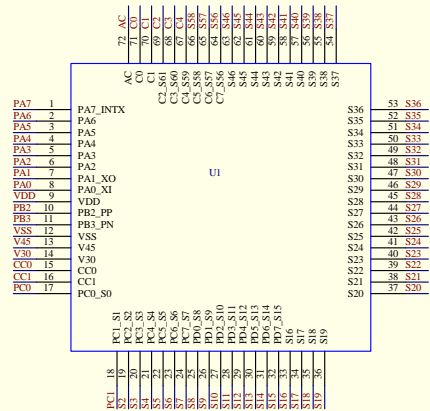 AC C0 C1 C2 C3 C4 S58 S57 S56 S46 S45 S44 S43 S42 S41 S40 S39 S38 S37
72 71 70 69 68 67 66 65 64 63 62 61 60 59 58 57 56 55 54
AC C0 C1 C2_S61 C3_S60 C4_S59 C5_S58 C6_S57 C7_S56 S46 S45 S44 S43 S42 S41 S40 S39 S38 S37
PA7 1 PA7_INTX S36 53 S36
PA6 2 PA6 S35 52 S35
PA5 3 PA5 S34 51 S34
PA4 4 PA4 S33 50 S33
PA3 5 PA3 S32 49 S32
PA2 6 PA2 S31 48 S31
U1
PA1 7 PA1_XO S30 47 S30
PA0 8 PA0_XI S29 46 S29
VDD 9 VDD S28 45 S28
PB2 10 PB2_PP S27 44 S27
PB3 11 PB3_PN S26 43 S26
VSS 12 VSS S25 42 S25
V45 13 V45 S24 41 S24
V30 14 V30 S23 40 S23
CC0 15 CC0 S22 39 S22
CC1 16 CC1 S21 38 S21
PC0 17 PC0_S0 S20 37 S20
PC1_S1 PC2_S2 PC3_S3 PC4_S4 PC5_S5 PC6_S6 PC7_S7 PD0_S8 PD1_S9 PD2_S10 PD3_S11 PD4_S12 PD5_S13 PD6_S14 PD7_S15 S16 S17 S18 S19
18 19 20 21 22 23 24 25 26 27 28 29 30 31 32 33 34 35 36
PC1 S2 S3 S4 S5 S6 S7 S8 S9 S10 S11 S12 S13 S14 S15 S16 S17 S18 S19